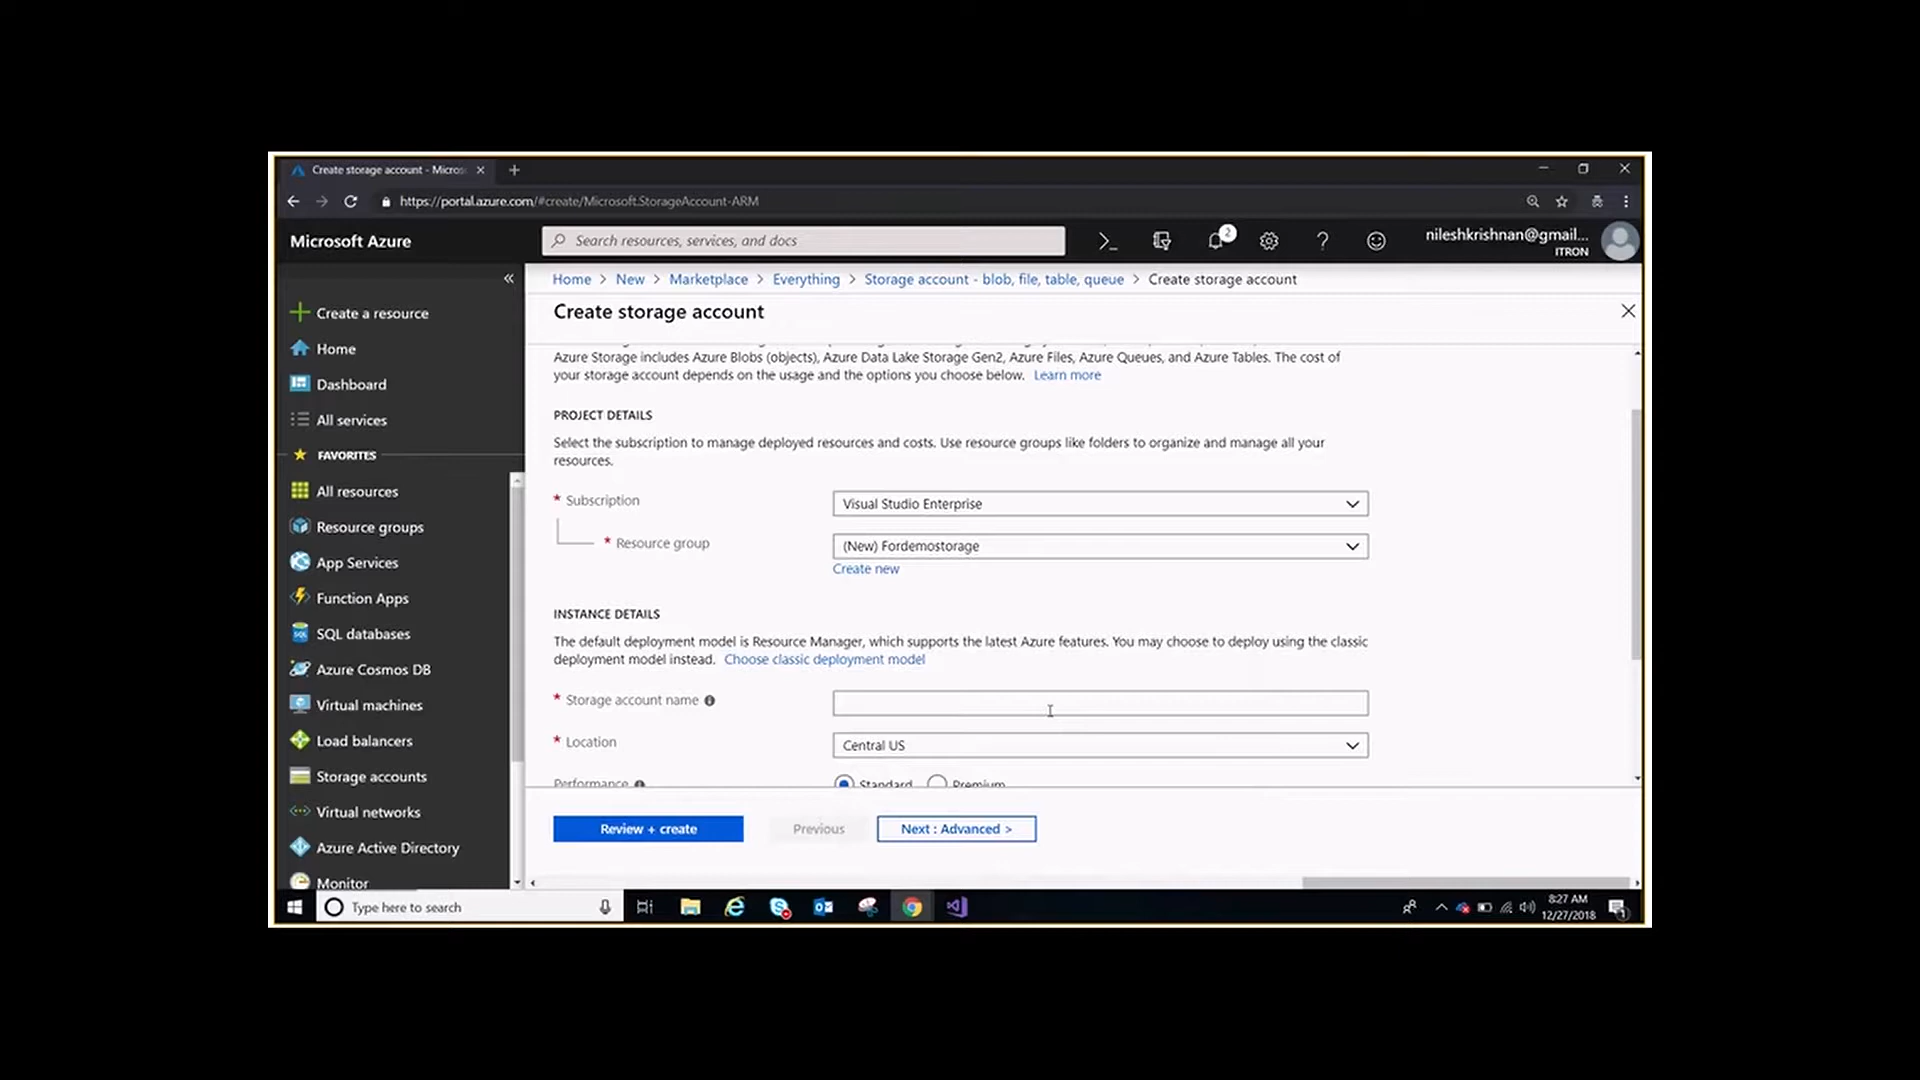 Create storage account - Micros
https://portal.azure.com/#create/Microsoft.StorageAccount-ARM
Microsoft Azure
Search resources, services, and docs
2
nileshkrishnan@gmail...
ITRON
Home > New > Marketplace > Everything > Storage account - blob, file, table, queue > Create storage account
Create storage account
Create a resource
Home
Dashboard
All services
FAVORITES
All resources
Resource groups
App Services
Function Apps
SQL databases
Azure Cosmos DB
Virtual machines
Load balancers
Storage accounts
Virtual networks
Azure Active Directory
Monitor
Azure Storage includes Azure Blobs (objects), Azure Data Lake Storage Gen2, Azure Files, Azure Queues, and Azure Tables. The cost of
your storage account depends on the usage and the options you choose below. Learn more
PROJECT DETAILS
Select the subscription to manage deployed resources and costs. Use resource groups like folders to organize and manage all your
resources.
* Subscription
Visual Studio Enterprise
* Resource group
(New) Fordemostorage
Create new
INSTANCE DETAILS
The default deployment model is Resource Manager, which supports the latest Azure features. You may choose to deploy using the classic
deployment model instead. Choose classic deployment model
* Storage account name
* Location
Central US
Performance
Standard Premium
Review + create
Previous
Next : Advanced >
Type here to search
8:27 AM
12/27/2018
1